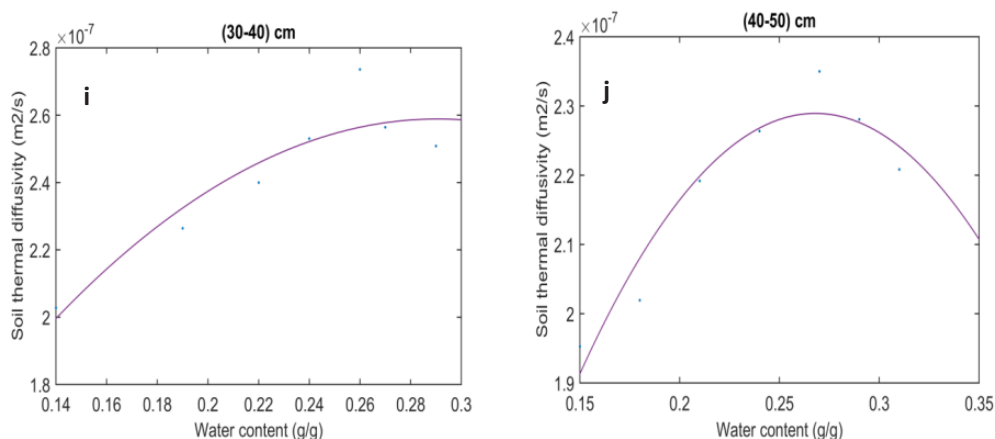 ×10⁻⁷
(30-40) cm
i
2.8
2.6
2.4
2.2
2
1.8
Soil thermal diffusivity (m2/s)
0.14 0.16 0.18 0.2 0.22 0.24 0.26 0.28 0.3
Water content (g/g)
×10⁻⁷
(40-50) cm
j
2.4
2.3
2.2
2.1
2
1.9
Soil thermal diffusivity (m2/s)
0.15 0.2 0.25 0.3 0.35
Water content (g/g)